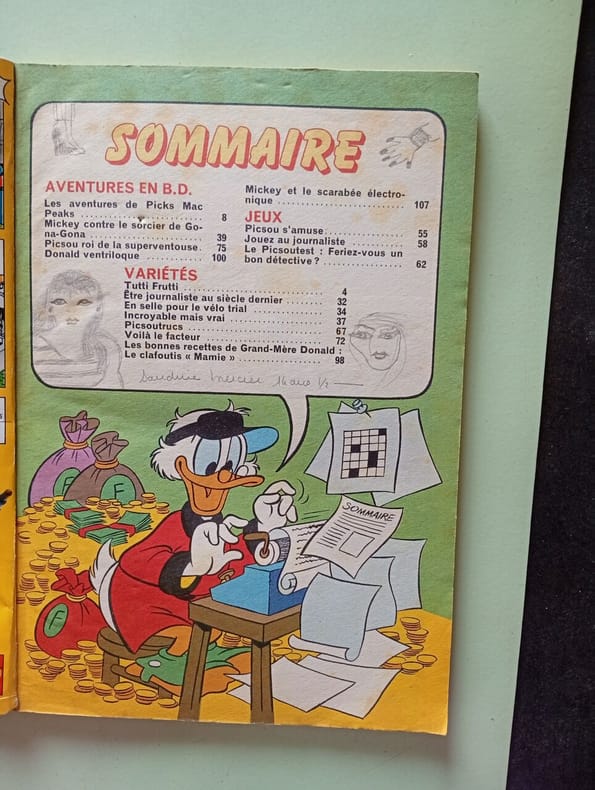 SOMMAIRE
AVENTURES EN B.D.
Les aventures de Picks Mac
Peaks .................... 8
Mickey contre le sorcier de Go-
na-Gona .................. 39
Picsou roi de la superventouse . 75
Donald ventriloque ........ 100
Mickey et le scarabée électro-
nique .................... 107
JEUX
Picsou s'amuse ............ 55
Jouez au journaliste ........ 58
Le Picsoutest : Feriez-vous un
bon détective ? ............ 62
VARIÉTÉS
Tutti Frutti .................... 4
Être journaliste au siècle dernier ........ 32
En selle pour le vélo trial ........ 34
Incroyable mais vrai ............ 37
Picsoutrucs .................... 67
Voilà le facteur ................ 72
Les bonnes recettes de Grand-Mère Donald :
Le clafoutis « Mamie » ............ 98
Sandrine Mercier
SOMMAIRE
F
F
F